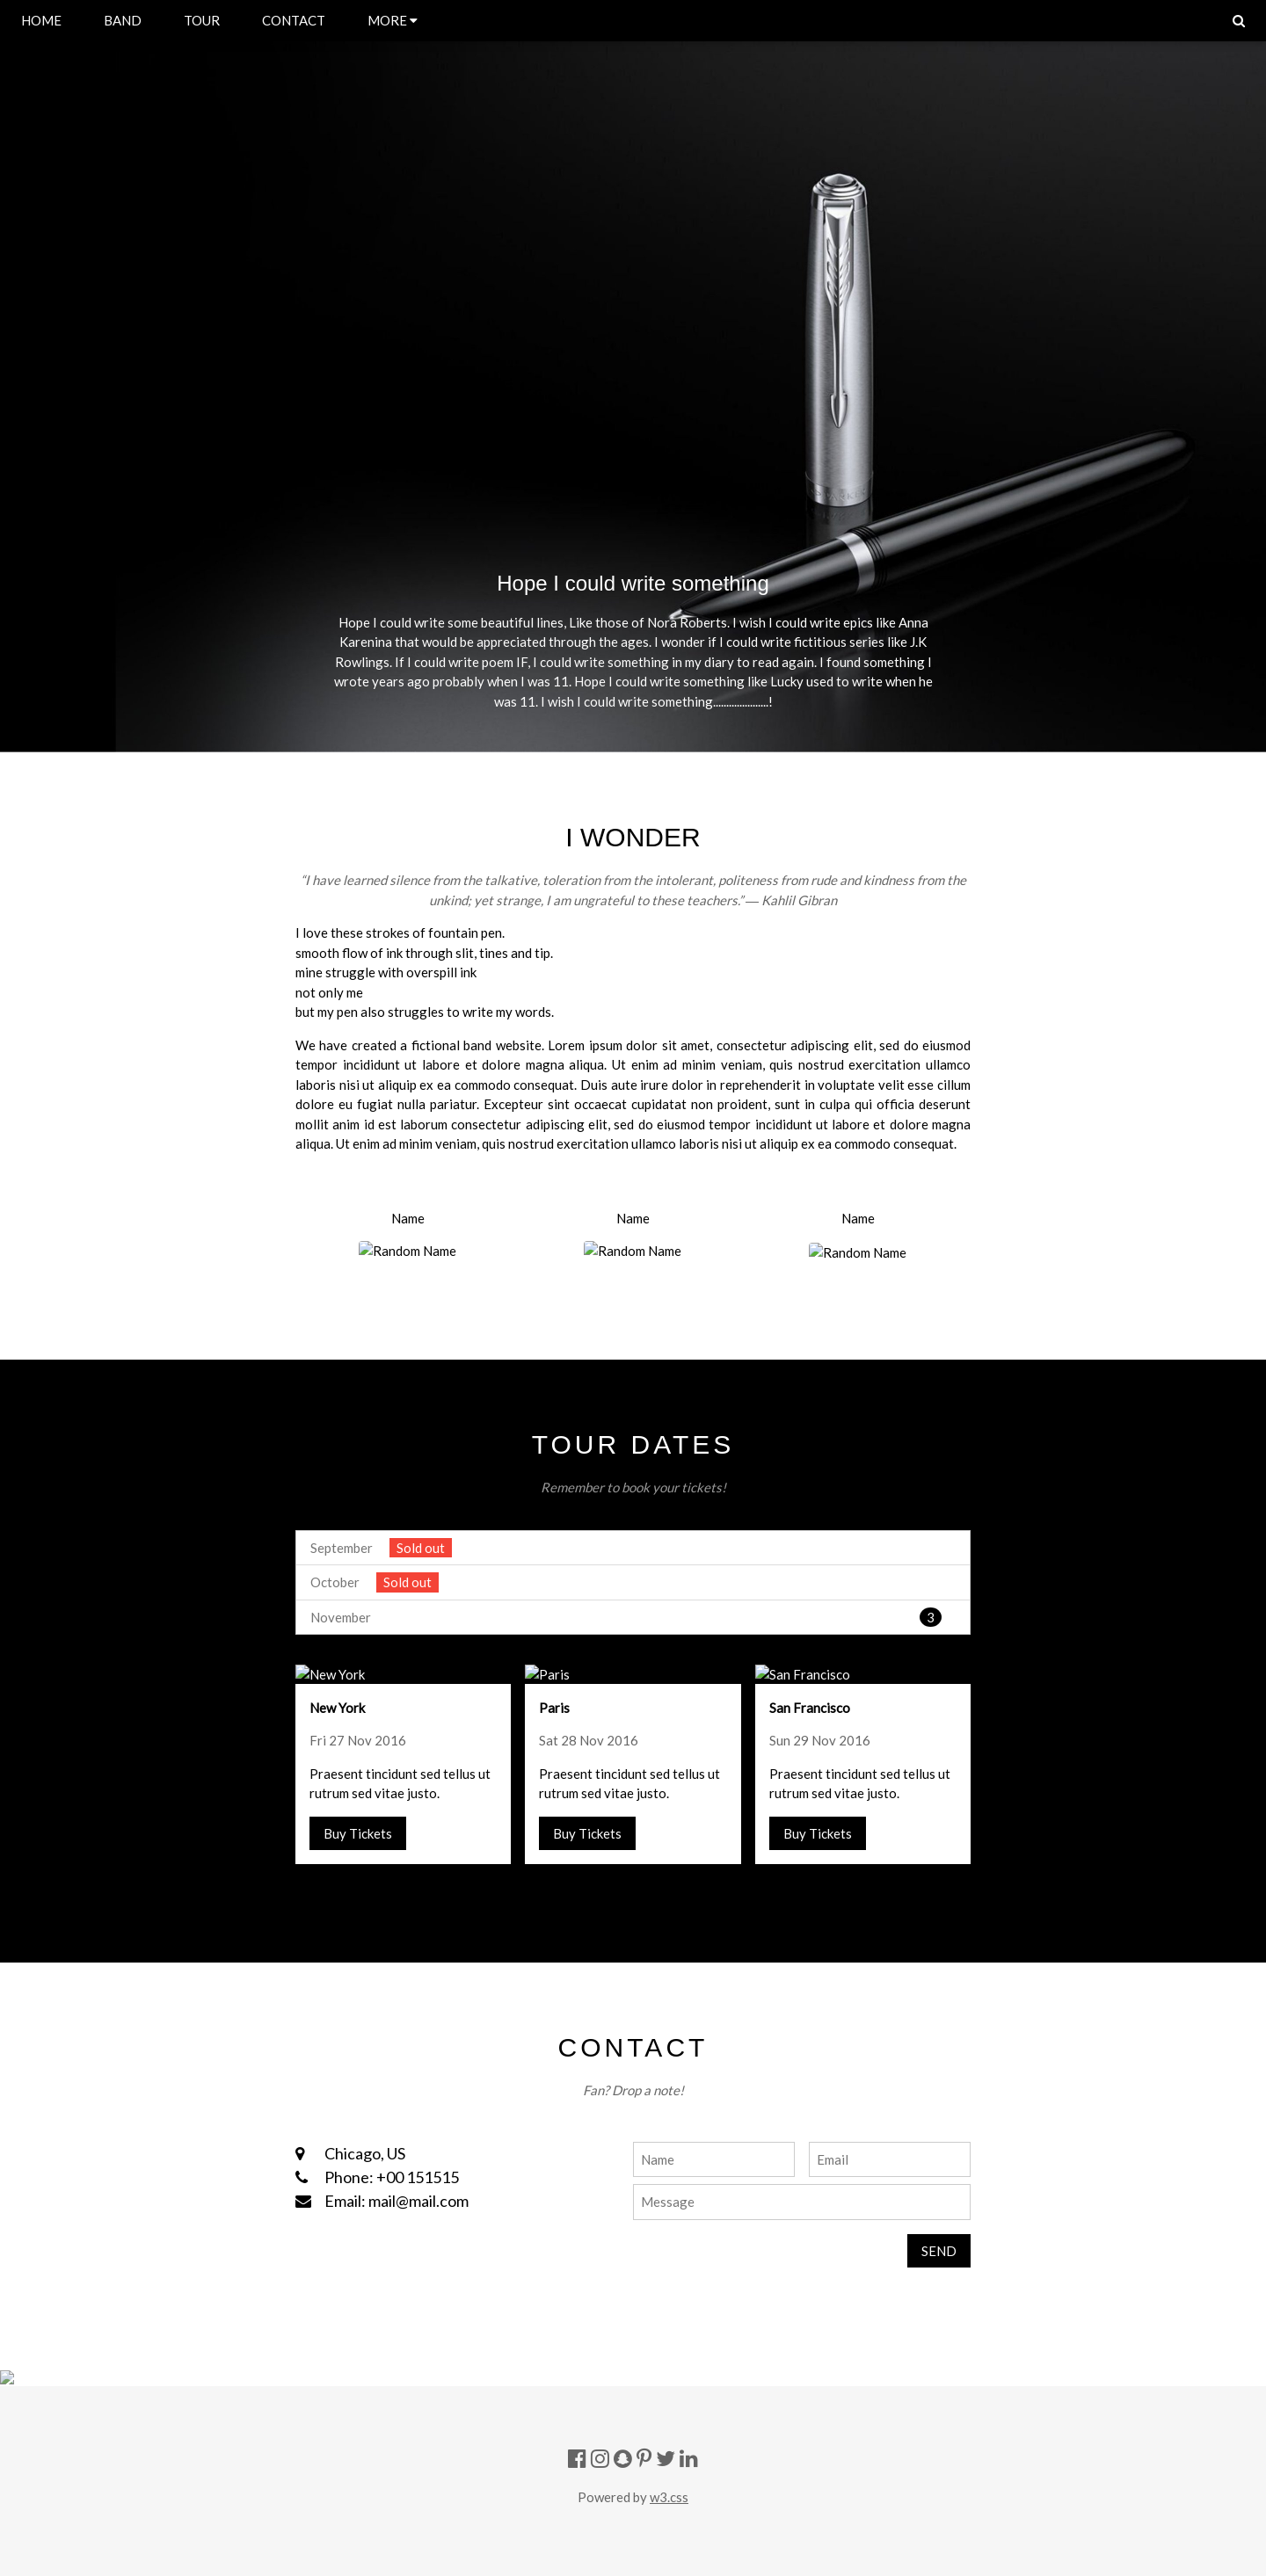 HOME BAND TOUR CONTACT MORE
Hope I could write something
Hope I could write some beautiful lines, Like those of Nora Roberts. I wish I could write epics like Anna
Karenina that would be appreciated through the ages. I wonder if I could write fictitious series like J.K
Rowlings. If I could write poem IF, I could write something in my diary to read again. I found something I
wrote years ago probably when I was 11. Hope I could write something like Lucky used to write when he
was 11. I wish I could write something......................!
I WONDER
“I have learned silence from the talkative, toleration from the intolerant, politeness from rude and kindness from the
unkind; yet strange, I am ungrateful to these teachers.”― Kahlil Gibran
I love these strokes of fountain pen.
smooth flow of ink through slit, tines and tip.
mine struggle with overspill ink
not only me
but my pen also struggles to write my words.
We have created a fictional band website. Lorem ipsum dolor sit amet, consectetur adipiscing elit, sed do eiusmod
tempor incididunt ut labore et dolore magna aliqua. Ut enim ad minim veniam, quis nostrud exercitation ullamco
laboris nisi ut aliquip ex ea commodo consequat. Duis aute irure dolor in reprehenderit in voluptate velit esse cillum
dolore eu fugiat nulla pariatur. Excepteur sint occaecat cupidatat non proident, sunt in culpa qui officia deserunt
mollit anim id est laborum consectetur adipiscing elit, sed do eiusmod tempor incididunt ut labore et dolore magna
aliqua. Ut enim ad minim veniam, quis nostrud exercitation ullamco laboris nisi ut aliquip ex ea commodo consequat.
Name Name Name
Random Name Random Name Random Name
TOUR DATES
Remember to book your tickets!
September Sold out
October Sold out
November 3
New York Paris San Francisco
New York
Fri 27 Nov 2016
Praesent tincidunt sed tellus ut
rutrum sed vitae justo.
Buy Tickets
Paris
Sat 28 Nov 2016
Praesent tincidunt sed tellus ut
rutrum sed vitae justo.
Buy Tickets
San Francisco
Sun 29 Nov 2016
Praesent tincidunt sed tellus ut
rutrum sed vitae justo.
Buy Tickets
CONTACT
Fan? Drop a note!
Chicago, US
Phone: +00 151515
Email: mail@mail.com
Name Email
Message
SEND
Powered by w3.css